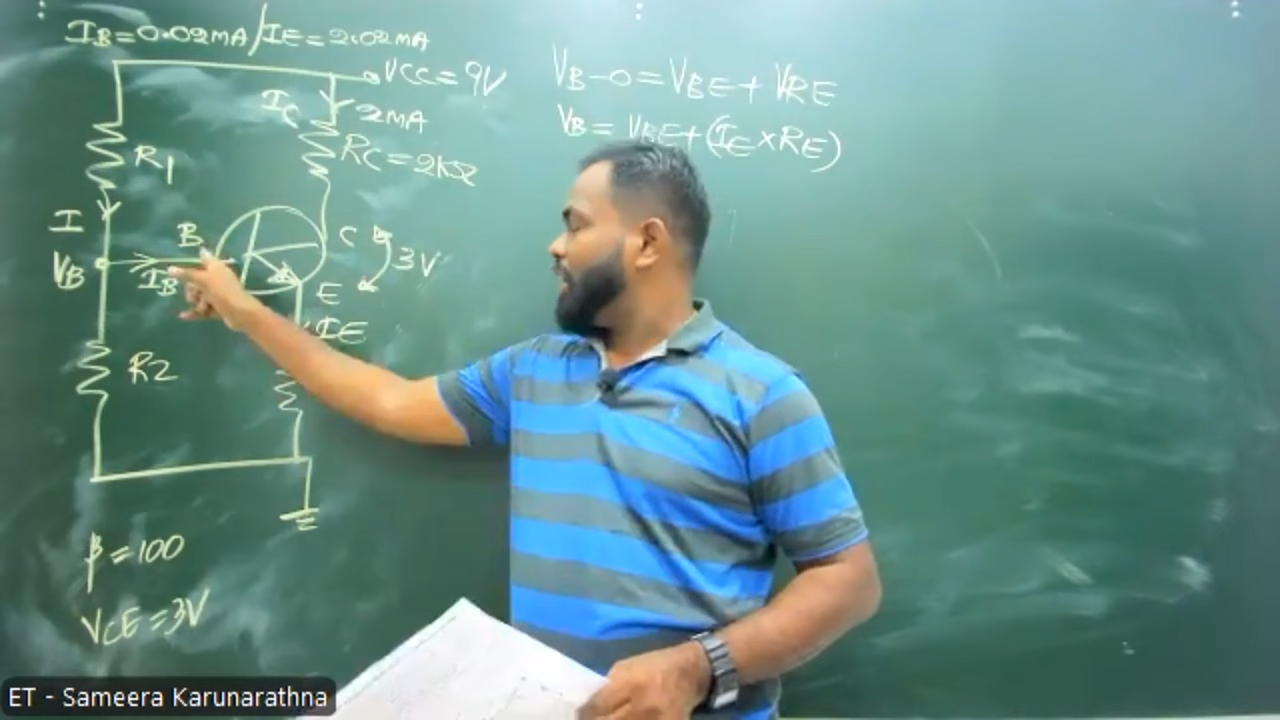 IB=0.02MA/IE=2.02MA
VCC=9V
IC
2MA
R1
RC=2KΩ
I
B
C
VB
IB
3V
E
IE
R2
β=100
VCE=3V
VB-0=VBE+VRE
VB=VBE+(IE×RE)
ET - Sameera Karunarathna